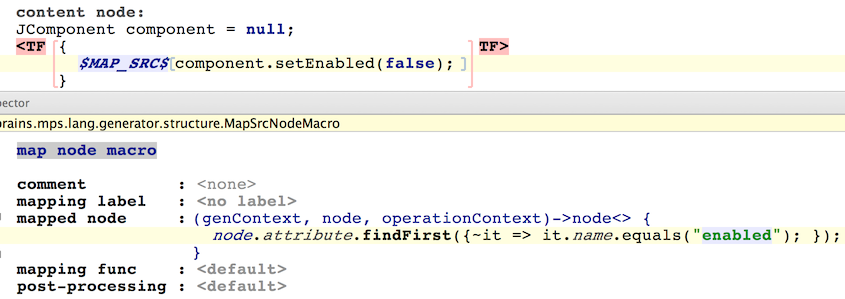 content node:
JComponent component = null;
<TF { TF>
$MAP_SRC$[component.setEnabled(false); ]
}
pector
orains.mps.lang.generator.structure.MapSrcNodeMacro
map node macro
comment : <none>
mapping label : <no label>
mapped node : (genContext, node, operationContext)->node<> {
node.attribute.findFirst({~it => it.name.equals("enabled"); });
}
mapping func : <default>
post-processing : <default>